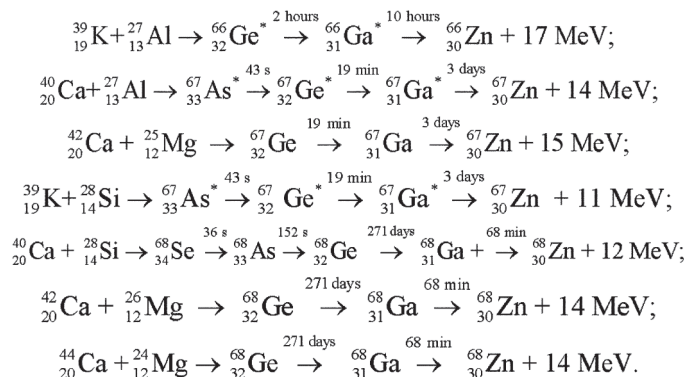 ³⁹₁₉K+²⁷₁₃Al → ⁶⁶₃₂Ge* 2 hours → ⁶⁶₃₁Ga* 10 hours → ⁶⁶₃₀Zn + 17 MeV;
⁴⁰₂₀Ca+²⁷₁₃Al → ⁶⁷₃₃As* 43 s → ⁶⁷₃₂Ge* 19 min → ⁶⁷₃₁Ga* 3 days → ⁶⁷₃₀Zn + 14 MeV;
⁴²₂₀Ca + ²⁵₁₂Mg → ⁶⁷₃₂Ge 19 min → ⁶⁷₃₁Ga 3 days → ⁶⁷₃₀Zn + 15 MeV;
³⁹₁₉K+²⁸₁₄Si → ⁶⁷₃₃As* 43 s → ⁶⁷₃₂Ge* 19 min → ⁶⁷₃₁Ga* 3 days → ⁶⁷₃₀Zn + 11 MeV;
⁴⁰₂₀Ca + ²⁸₁₄Si → ⁶⁸₃₄Se 36 s → ⁶⁸₃₃As 152 s → ⁶⁸₃₂Ge 271 days → ⁶⁸₃₁Ga + 68 min → ⁶⁸₃₀Zn + 12 MeV;
⁴²₂₀Ca + ²⁶₁₂Mg → ⁶⁸₃₂Ge 271 days → ⁶⁸₃₁Ga 68 min → ⁶⁸₃₀Zn + 14 MeV;
⁴⁴₂₀Ca + ²⁴₁₂Mg → ⁶⁸₃₂Ge 271 days → ⁶⁸₃₁Ga 68 min → ⁶⁸₃₀Zn + 14 MeV.